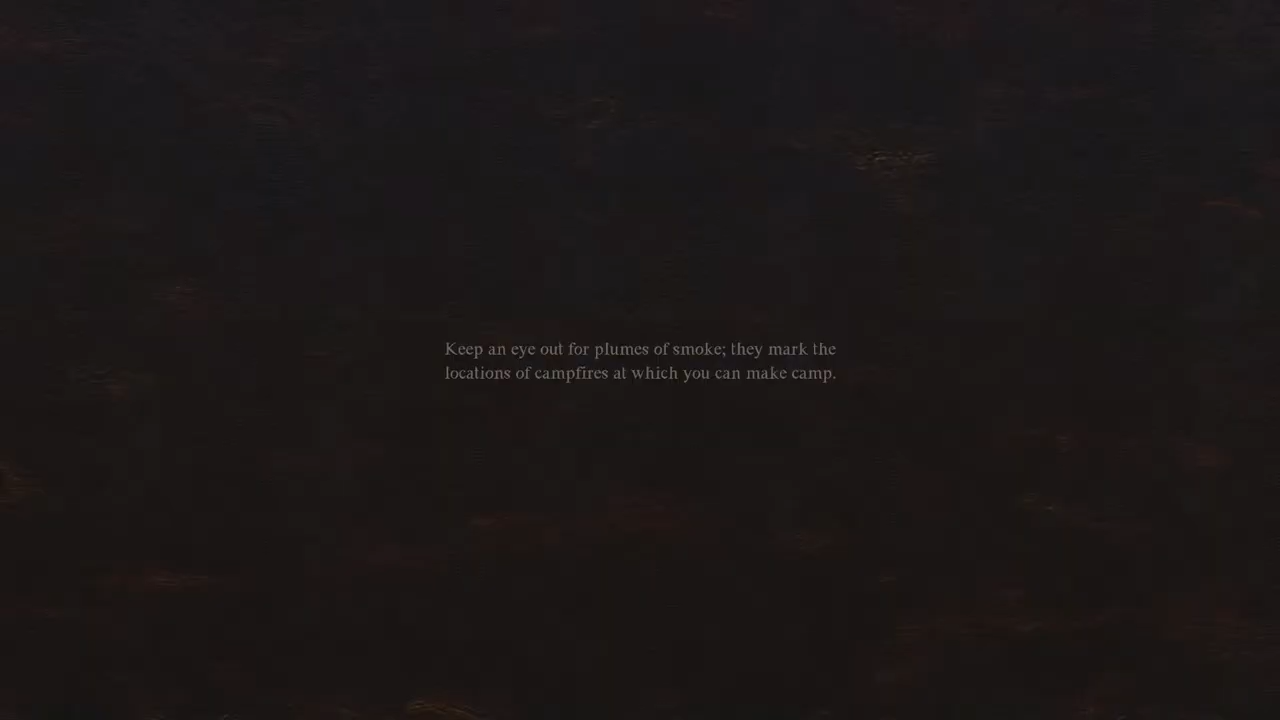 Keep an eye out for plumes of smoke; they mark the
locations of campfires at which you can make camp.